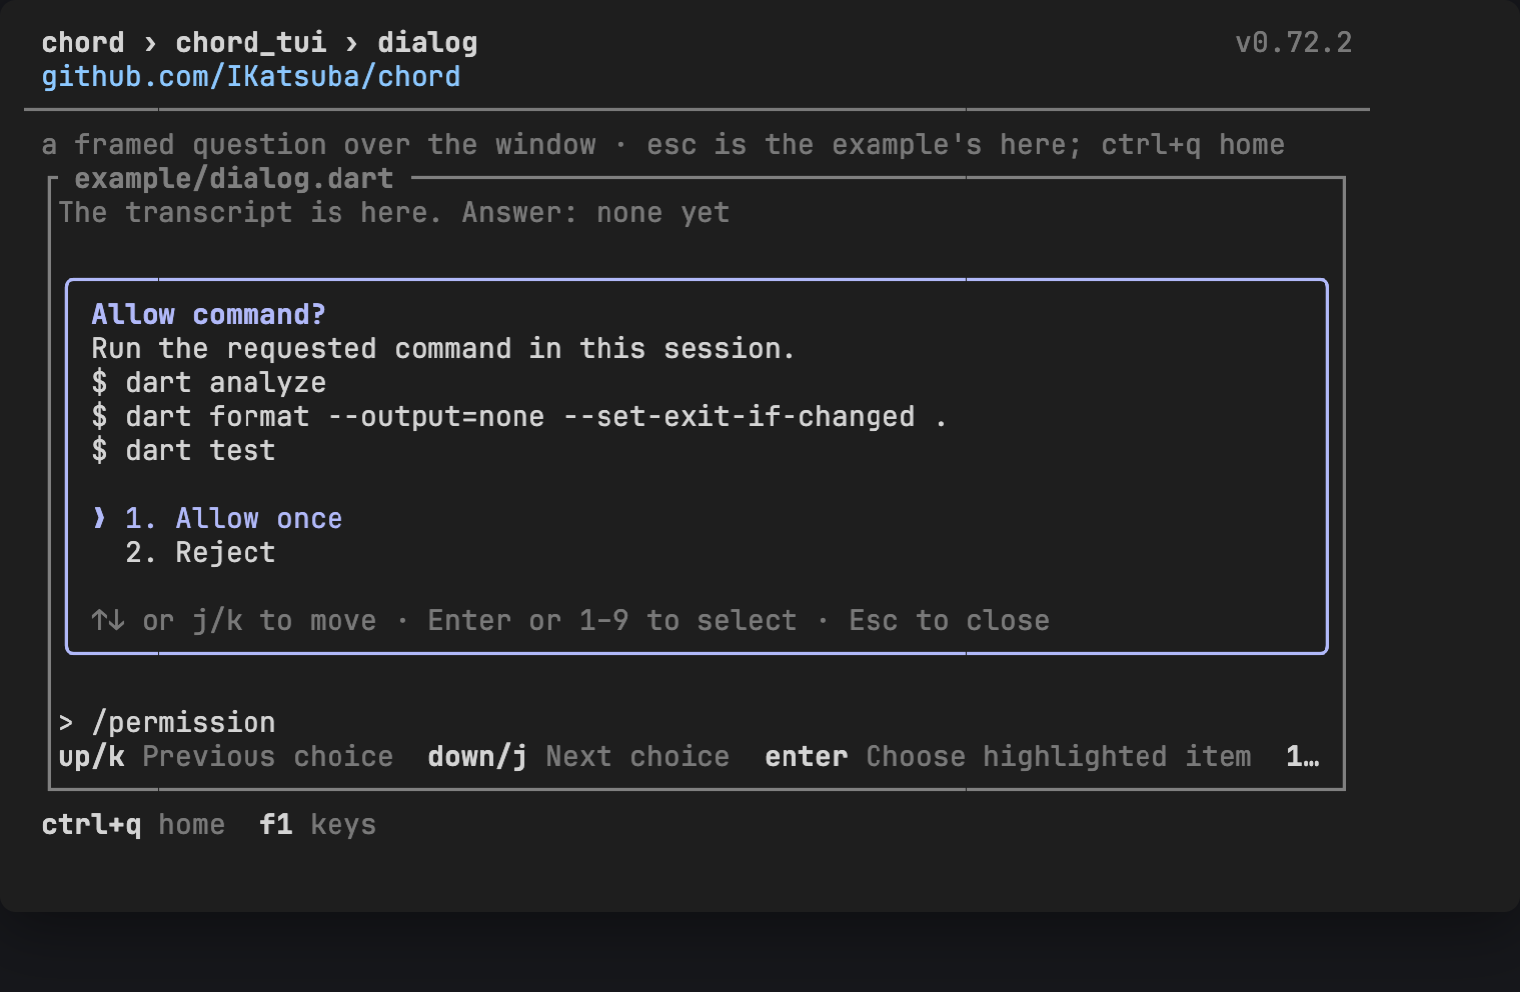 chord › chord_tui › dialog v0.72.2
github.com/IKatsuba/chord
a framed question over the window · esc is the example's here; ctrl+q home
example/dialog.dart
The transcript is here. Answer: none yet
Allow command?
Run the requested command in this session.
$ dart analyze
$ dart format --output=none --set-exit-if-changed .
$ dart test
❱ 1. Allow once
2. Reject
↑↓ or j/k to move · Enter or 1–9 to select · Esc to close
> /permission
up/k Previous choice down/j Next choice enter Choose highlighted item 1…
ctrl+q home f1 keys